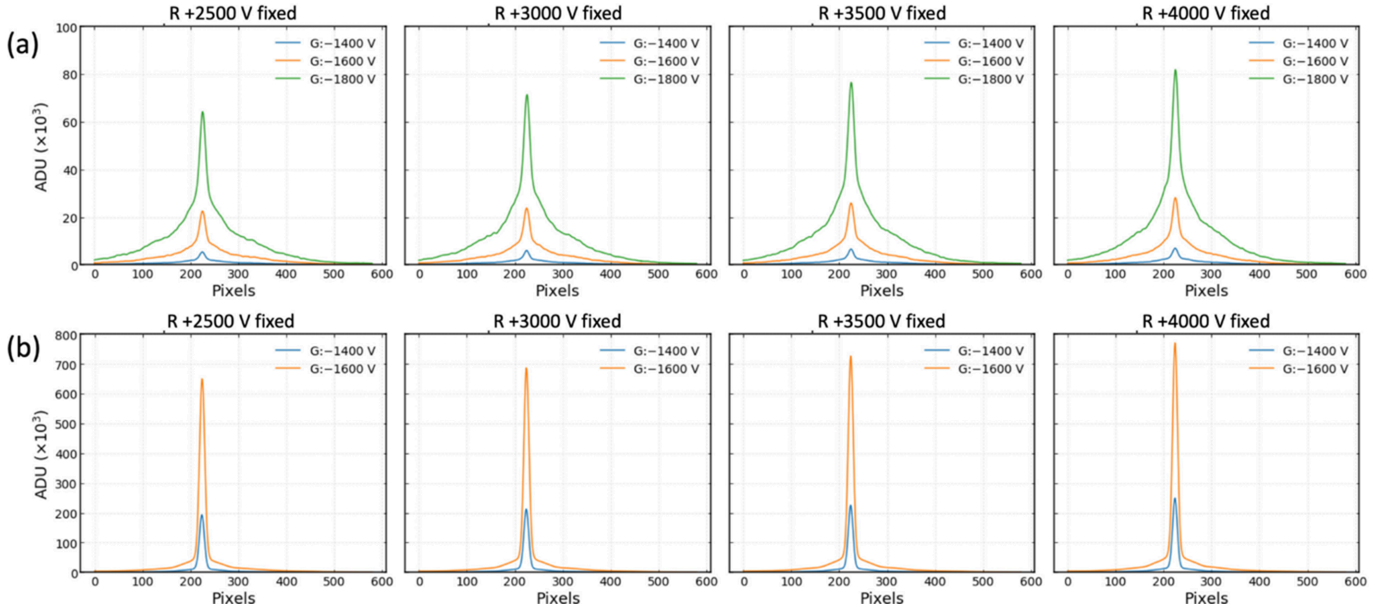 (a)
R +2500 V fixed
R +3000 V fixed
R +3500 V fixed
R +4000 V fixed
ADU (×10³)
100
80
60
40
20
0
G:−1400 V
G:−1600 V
G:−1800 V
G:−1400 V
G:−1600 V
G:−1800 V
G:−1400 V
G:−1600 V
G:−1800 V
G:−1400 V
G:−1600 V
G:−1800 V
0 100 200 300 400 500 600
0 100 200 300 400 500 600
0 100 200 300 400 500 600
0 100 200 300 400 500 600
Pixels
Pixels
Pixels
Pixels
(b)
R +2500 V fixed
R +3000 V fixed
R +3500 V fixed
R +4000 V fixed
ADU (×10³)
800
700
600
500
400
300
200
100
0
G:−1400 V
G:−1600 V
G:−1400 V
G:−1600 V
G:−1400 V
G:−1600 V
G:−1400 V
G:−1600 V
0 100 200 300 400 500 600
0 100 200 300 400 500 600
0 100 200 300 400 500 600
0 100 200 300 400 500 600
Pixels
Pixels
Pixels
Pixels